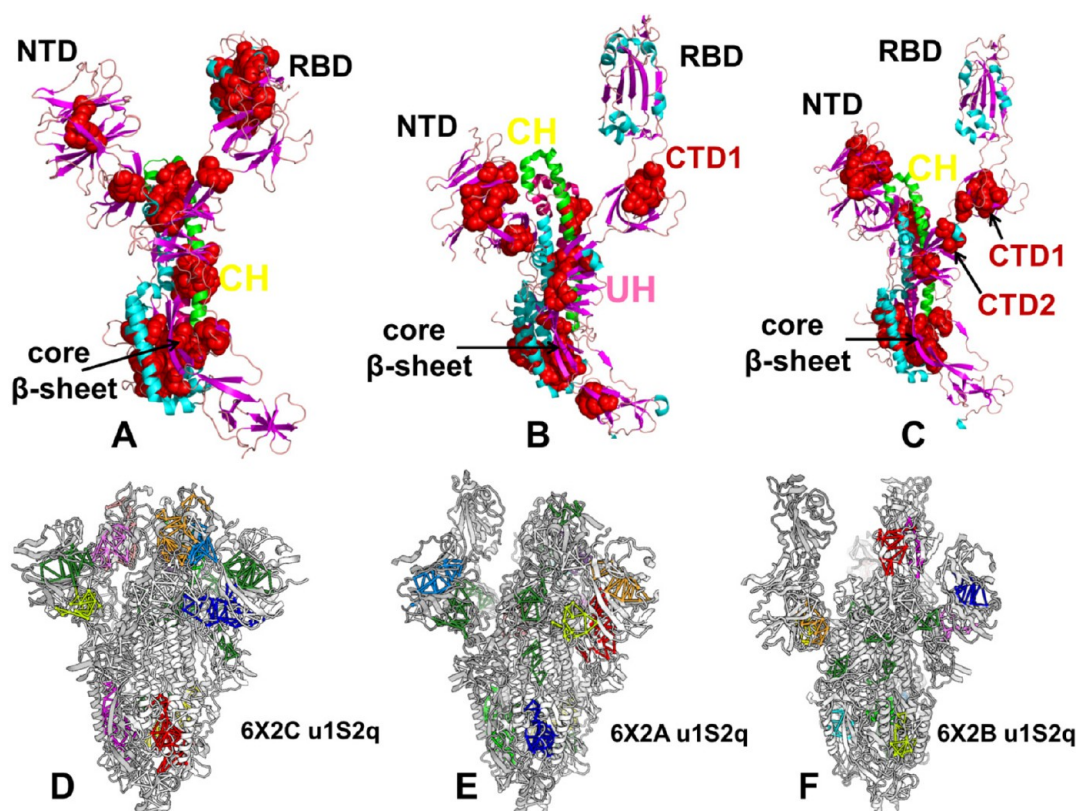 NTD
RBD
CH
core
β-sheet
A
RBD
NTD
CH
CTD1
UH
core
β-sheet
B
RBD
NTD
CH
CTD1
CTD2
core
β-sheet
C
6X2C u1S2q
D
6X2A u1S2q
E
6X2B u1S2q
F